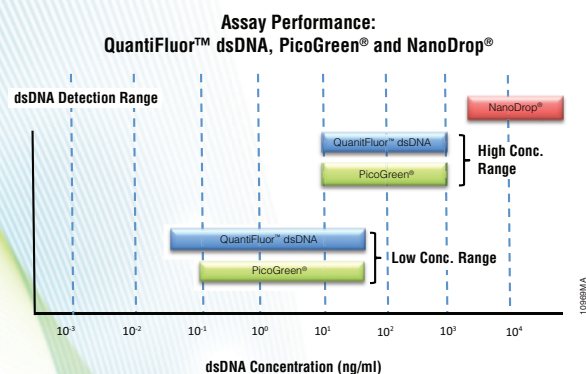 Assay Performance:
QuantiFluor™ dsDNA, PicoGreen® and NanoDrop®
dsDNA Detection Range
NanoDrop®
QuanitFluor™ dsDNA
PicoGreen®
High Conc.
Range
QuantiFluor™ dsDNA
PicoGreen®
Low Conc. Range
10⁻³ 10⁻² 10⁻¹ 10⁰ 10¹ 10² 10³ 10⁴
dsDNA Concentration (ng/ml)
10969MA